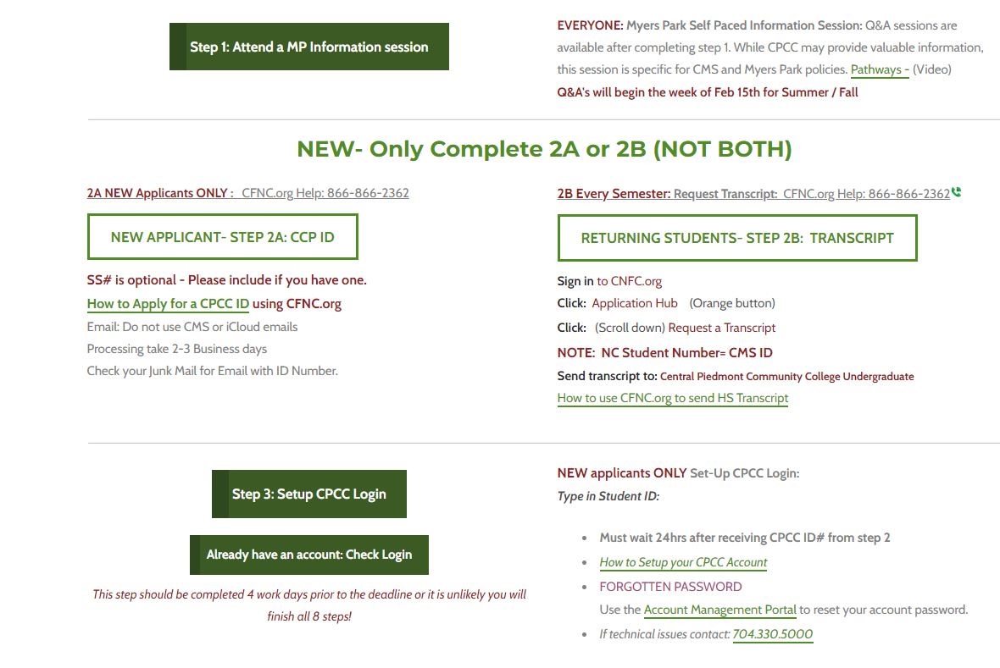 Step 1: Attend a MP Information session
EVERYONE: Myers Park Self Paced Information Session: Q&A sessions are
available after completing step 1. While CPCC may provide valuable information,
this session is specific for CMS and Myers Park policies. Pathways - (Video)
Q&A's will begin the week of Feb 15th for Summer / Fall
NEW- Only Complete 2A or 2B (NOT BOTH)
2A NEW Applicants ONLY : CFNC.org Help: 866-866-2362
NEW APPLICANT- STEP 2A: CCP ID
SS# is optional - Please include if you have one.
How to Apply for a CPCC ID using CFNC.org
Email: Do not use CMS or iCloud emails
Processing take 2-3 Business days
Check your Junk Mail for Email with ID Number.
2B Every Semester: Request Transcript: CFNC.org Help: 866-866-2362
RETURNING STUDENTS- STEP 2B: TRANSCRIPT
Sign in to CNFC.org
Click: Application Hub (Orange button)
Click: (Scroll down) Request a Transcript
NOTE: NC Student Number= CMS ID
Send transcript to: Central Piedmont Community College Undergraduate
How to use CFNC.org to send HS Transcript
Step 3: Setup CPCC Login
Already have an account: Check Login
This step should be completed 4 work days prior to the deadline or it is unlikely you will
finish all 8 steps!
NEW applicants ONLY Set-Up CPCC Login:
Type in Student ID:
• Must wait 24hrs after receiving CPCC ID# from step 2
• How to Setup your CPCC Account
• FORGOTTEN PASSWORD
Use the Account Management Portal to reset your account password.
• If technical issues contact: 704.330.5000